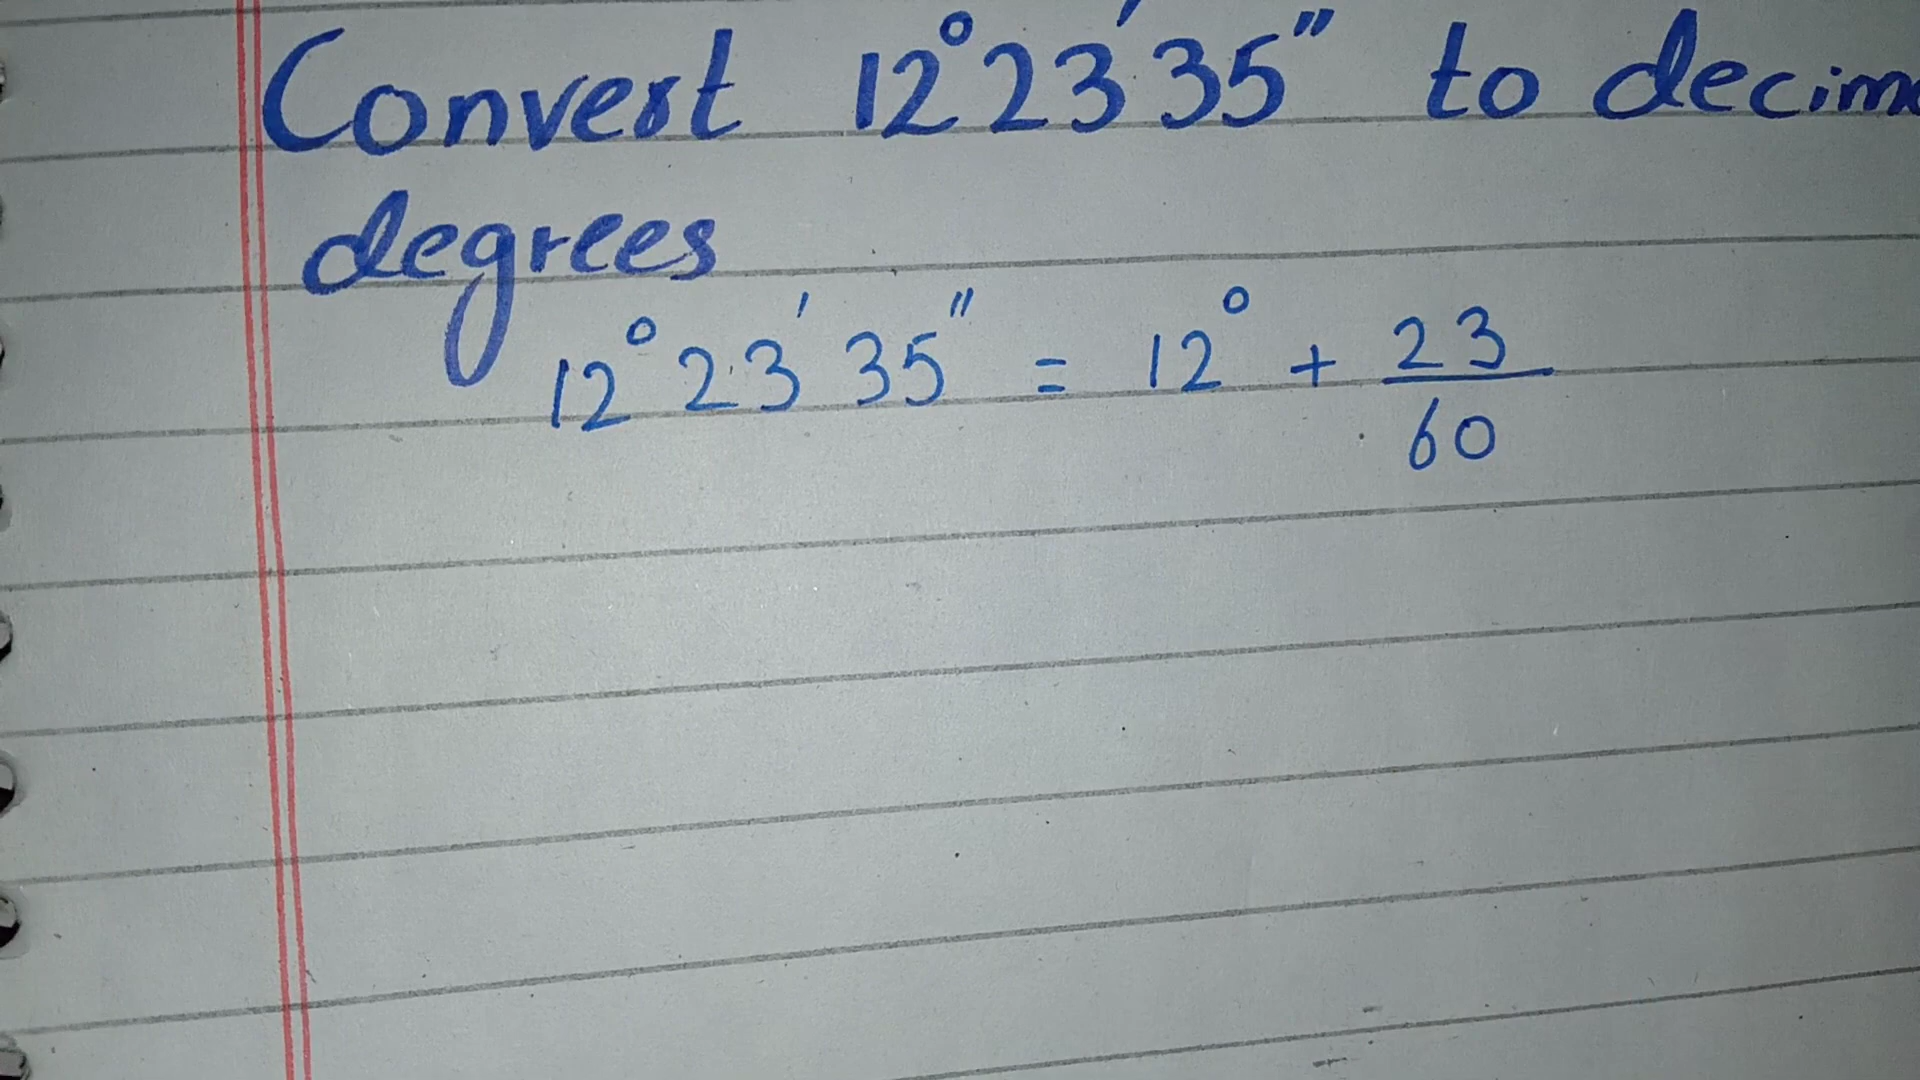 Convert 12°23'35" to decim
degrees
12° 23' 35" = 12° + 23/60